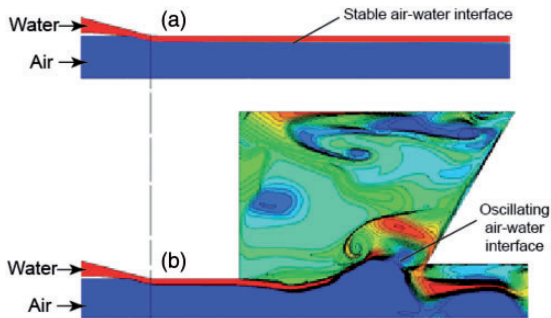 (a)
Water
Stable air-water interface
Air
Oscillating
air-water
interface
(b)
Water
Air